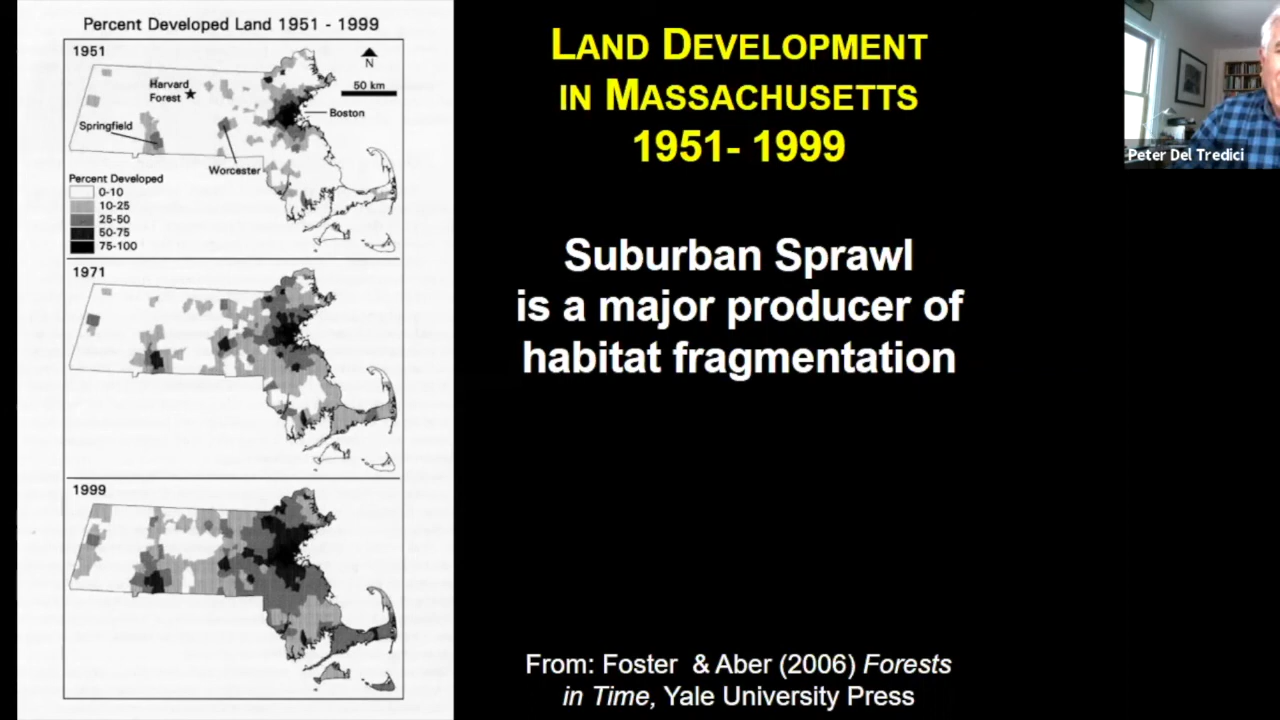 Percent Developed Land 1951 - 1999
1951
N
50 km
Harvard
Forest
Boston
Springfield
Worcester
Percent Developed
0-10
10-25
25-50
50-75
75-100
1971
1999
LAND DEVELOPMENT
IN MASSACHUSETTS
1951- 1999
Suburban Sprawl
is a major producer of
habitat fragmentation
From: Foster & Aber (2006) Forests
in Time, Yale University Press
Peter Del Tredici